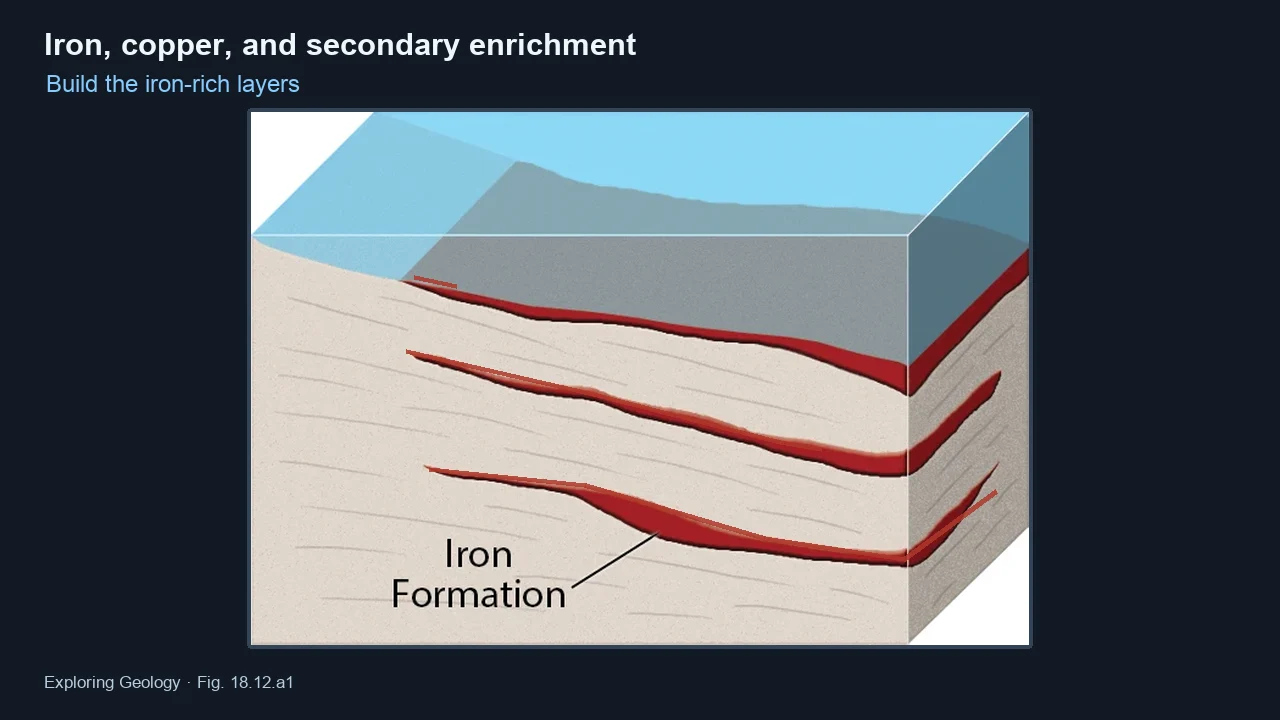 Iron, copper, and secondary enrichment
Build the iron-rich layers
Iron
Formation
Exploring Geology · Fig. 18.12.a1